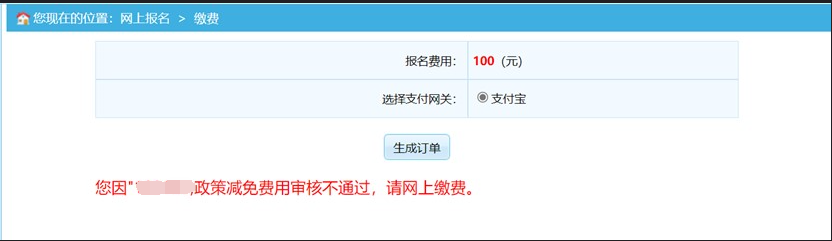 您现在的位置：网上报名 > 缴费
报名费用： 100 (元)
选择支付网关： 支付宝
生成订单
您因" ,政策减免费用审核不通过，请网上缴费。